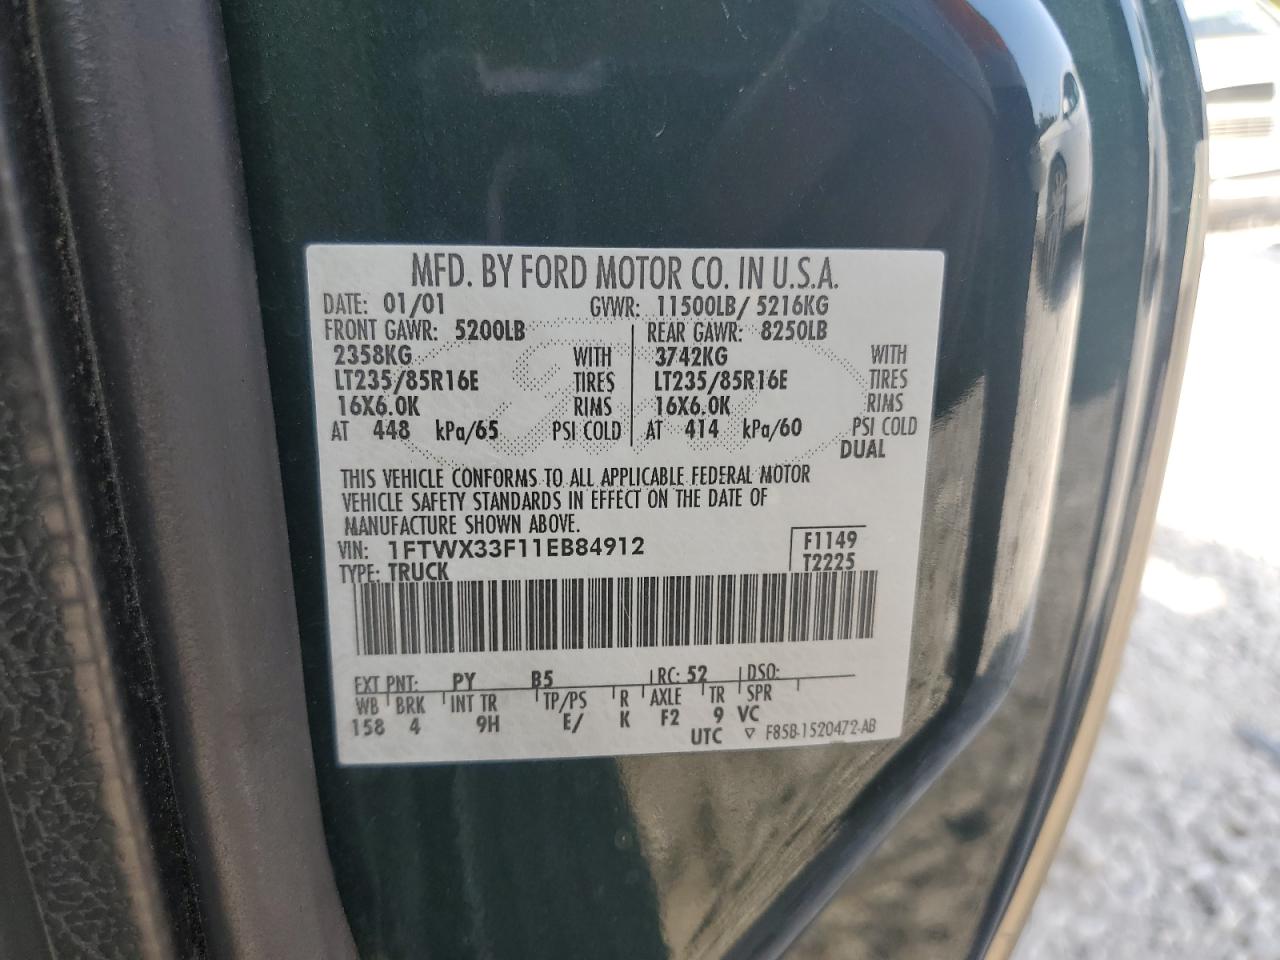 MFD. BY FORD MOTOR CO. IN U.S.A.
DATE: 01/01 GVWR: 11500LB/ 5216KG
FRONT GAWR: 5200LB REAR GAWR: 8250LB
2358KG WITH 3742KG WITH
LT235/85R16E TIRES LT235/85R16E TIRES
16X6.0K RIMS 16X6.0K RIMS
AT 448 kPa/65 PSI COLD AT 414 kPa/60 PSI COLD
DUAL
THIS VEHICLE CONFORMS TO ALL APPLICABLE FEDERAL MOTOR
VEHICLE SAFETY STANDARDS IN EFFECT ON THE DATE OF
MANUFACTURE SHOWN ABOVE.
VIN: 1FTWX33F11EB84912 F1149
TYPE: TRUCK T2225
EXT PNT: PY B5 RC: 52 DSO:
WB BRK INT TR TP/PS R AXLE TR SPR
158 4 9H E/ K F2 9 VC
UTC ▽ F85B-1520472-AB